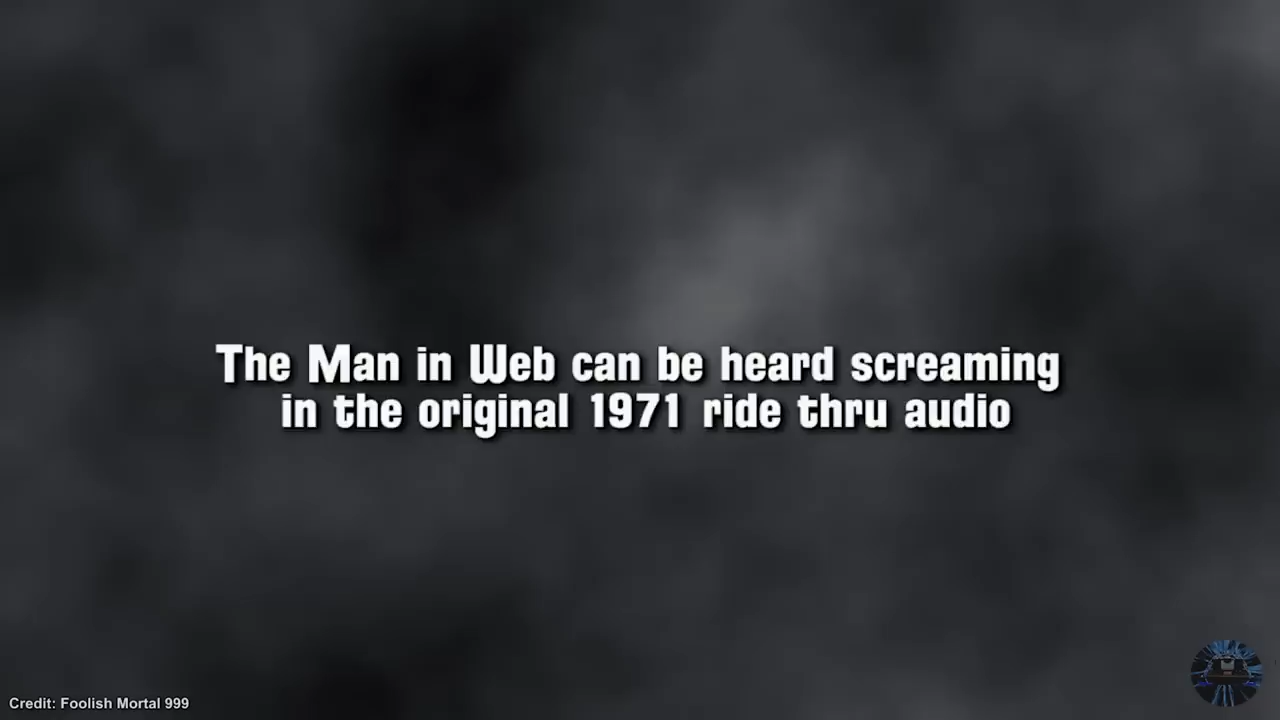 The Man in Web can be heard screaming
in the original 1971 ride thru audio
Credit: Foolish Mortal 999